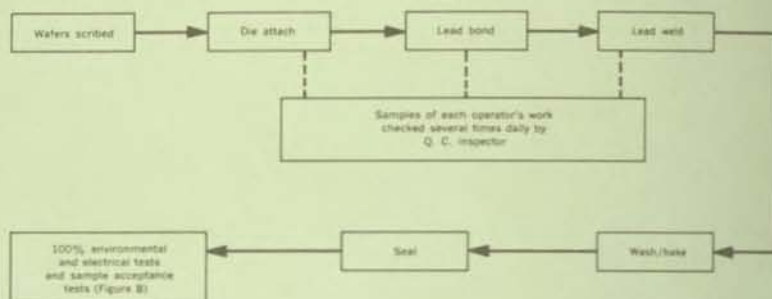 Wafers scribed
Die attach
Lead bond
Lead weld
Samples of each operator's work
checked several times daily by
Q. C. inspector
100% environmental
and electrical tests
and sample acceptance
tests (Figure 8)
Seal
Wash/bake